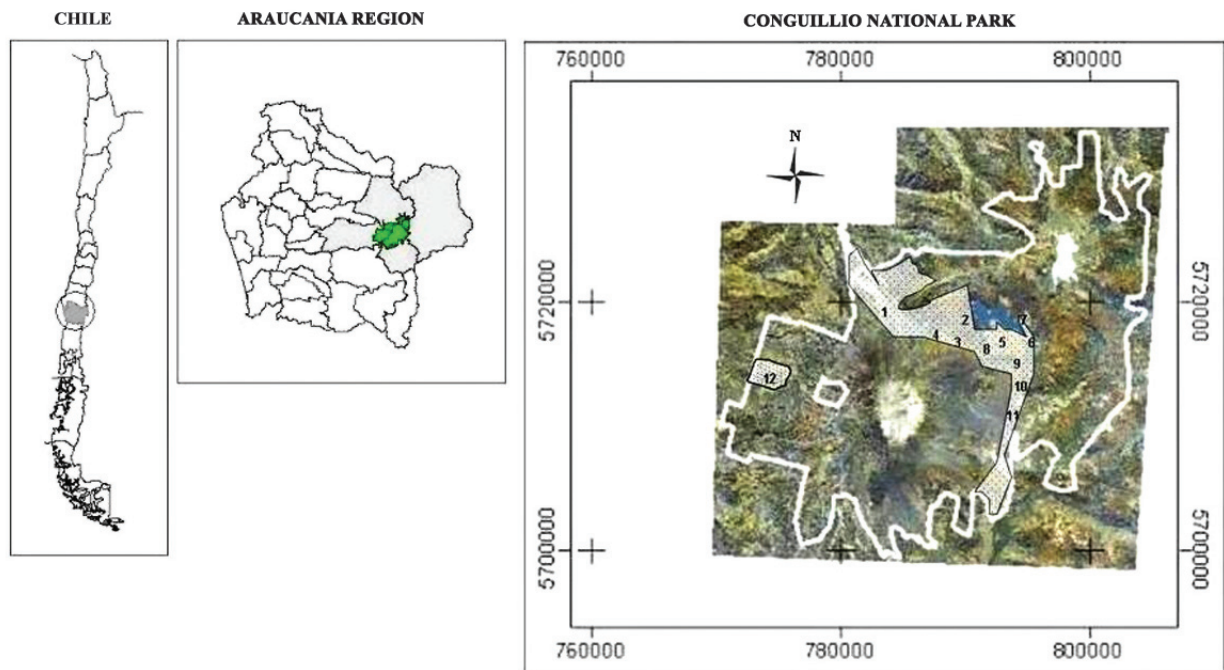 CHILE
ARAUCANIA REGION
CONGUILLIO NATIONAL PARK
760000 780000 800000
N
5720000 5720000
1 2 7
4 3 5 6
8
9
12 10
11
5700000 5700000
760000 780000 800000